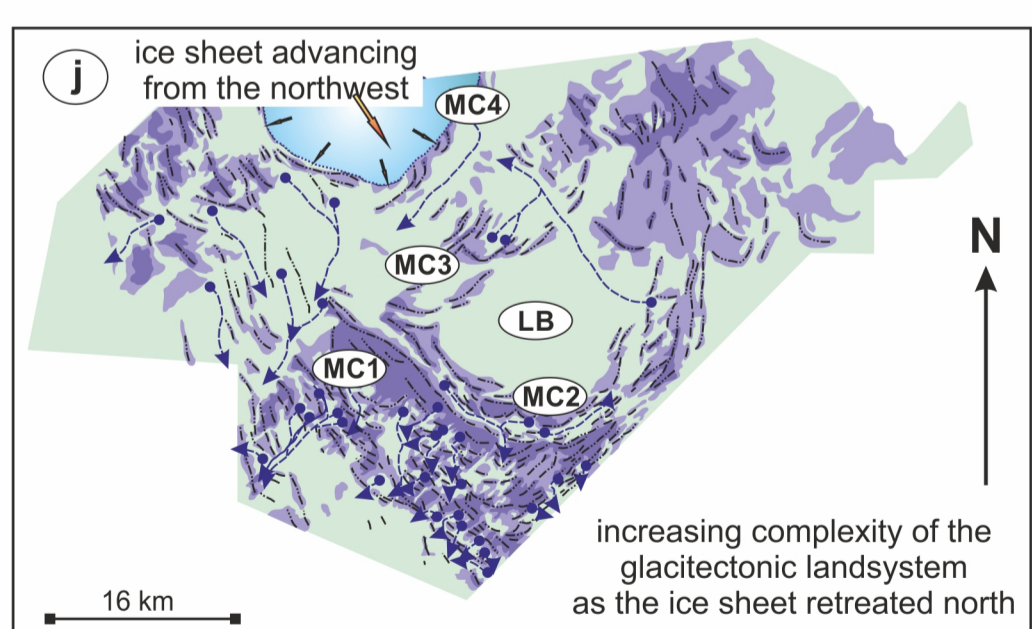 j
ice sheet advancing
from the northwest
MC4
N
MC3
LB
MC1
MC2
increasing complexity of the
glacitectonic landsystem
as the ice sheet retreated north
16 km